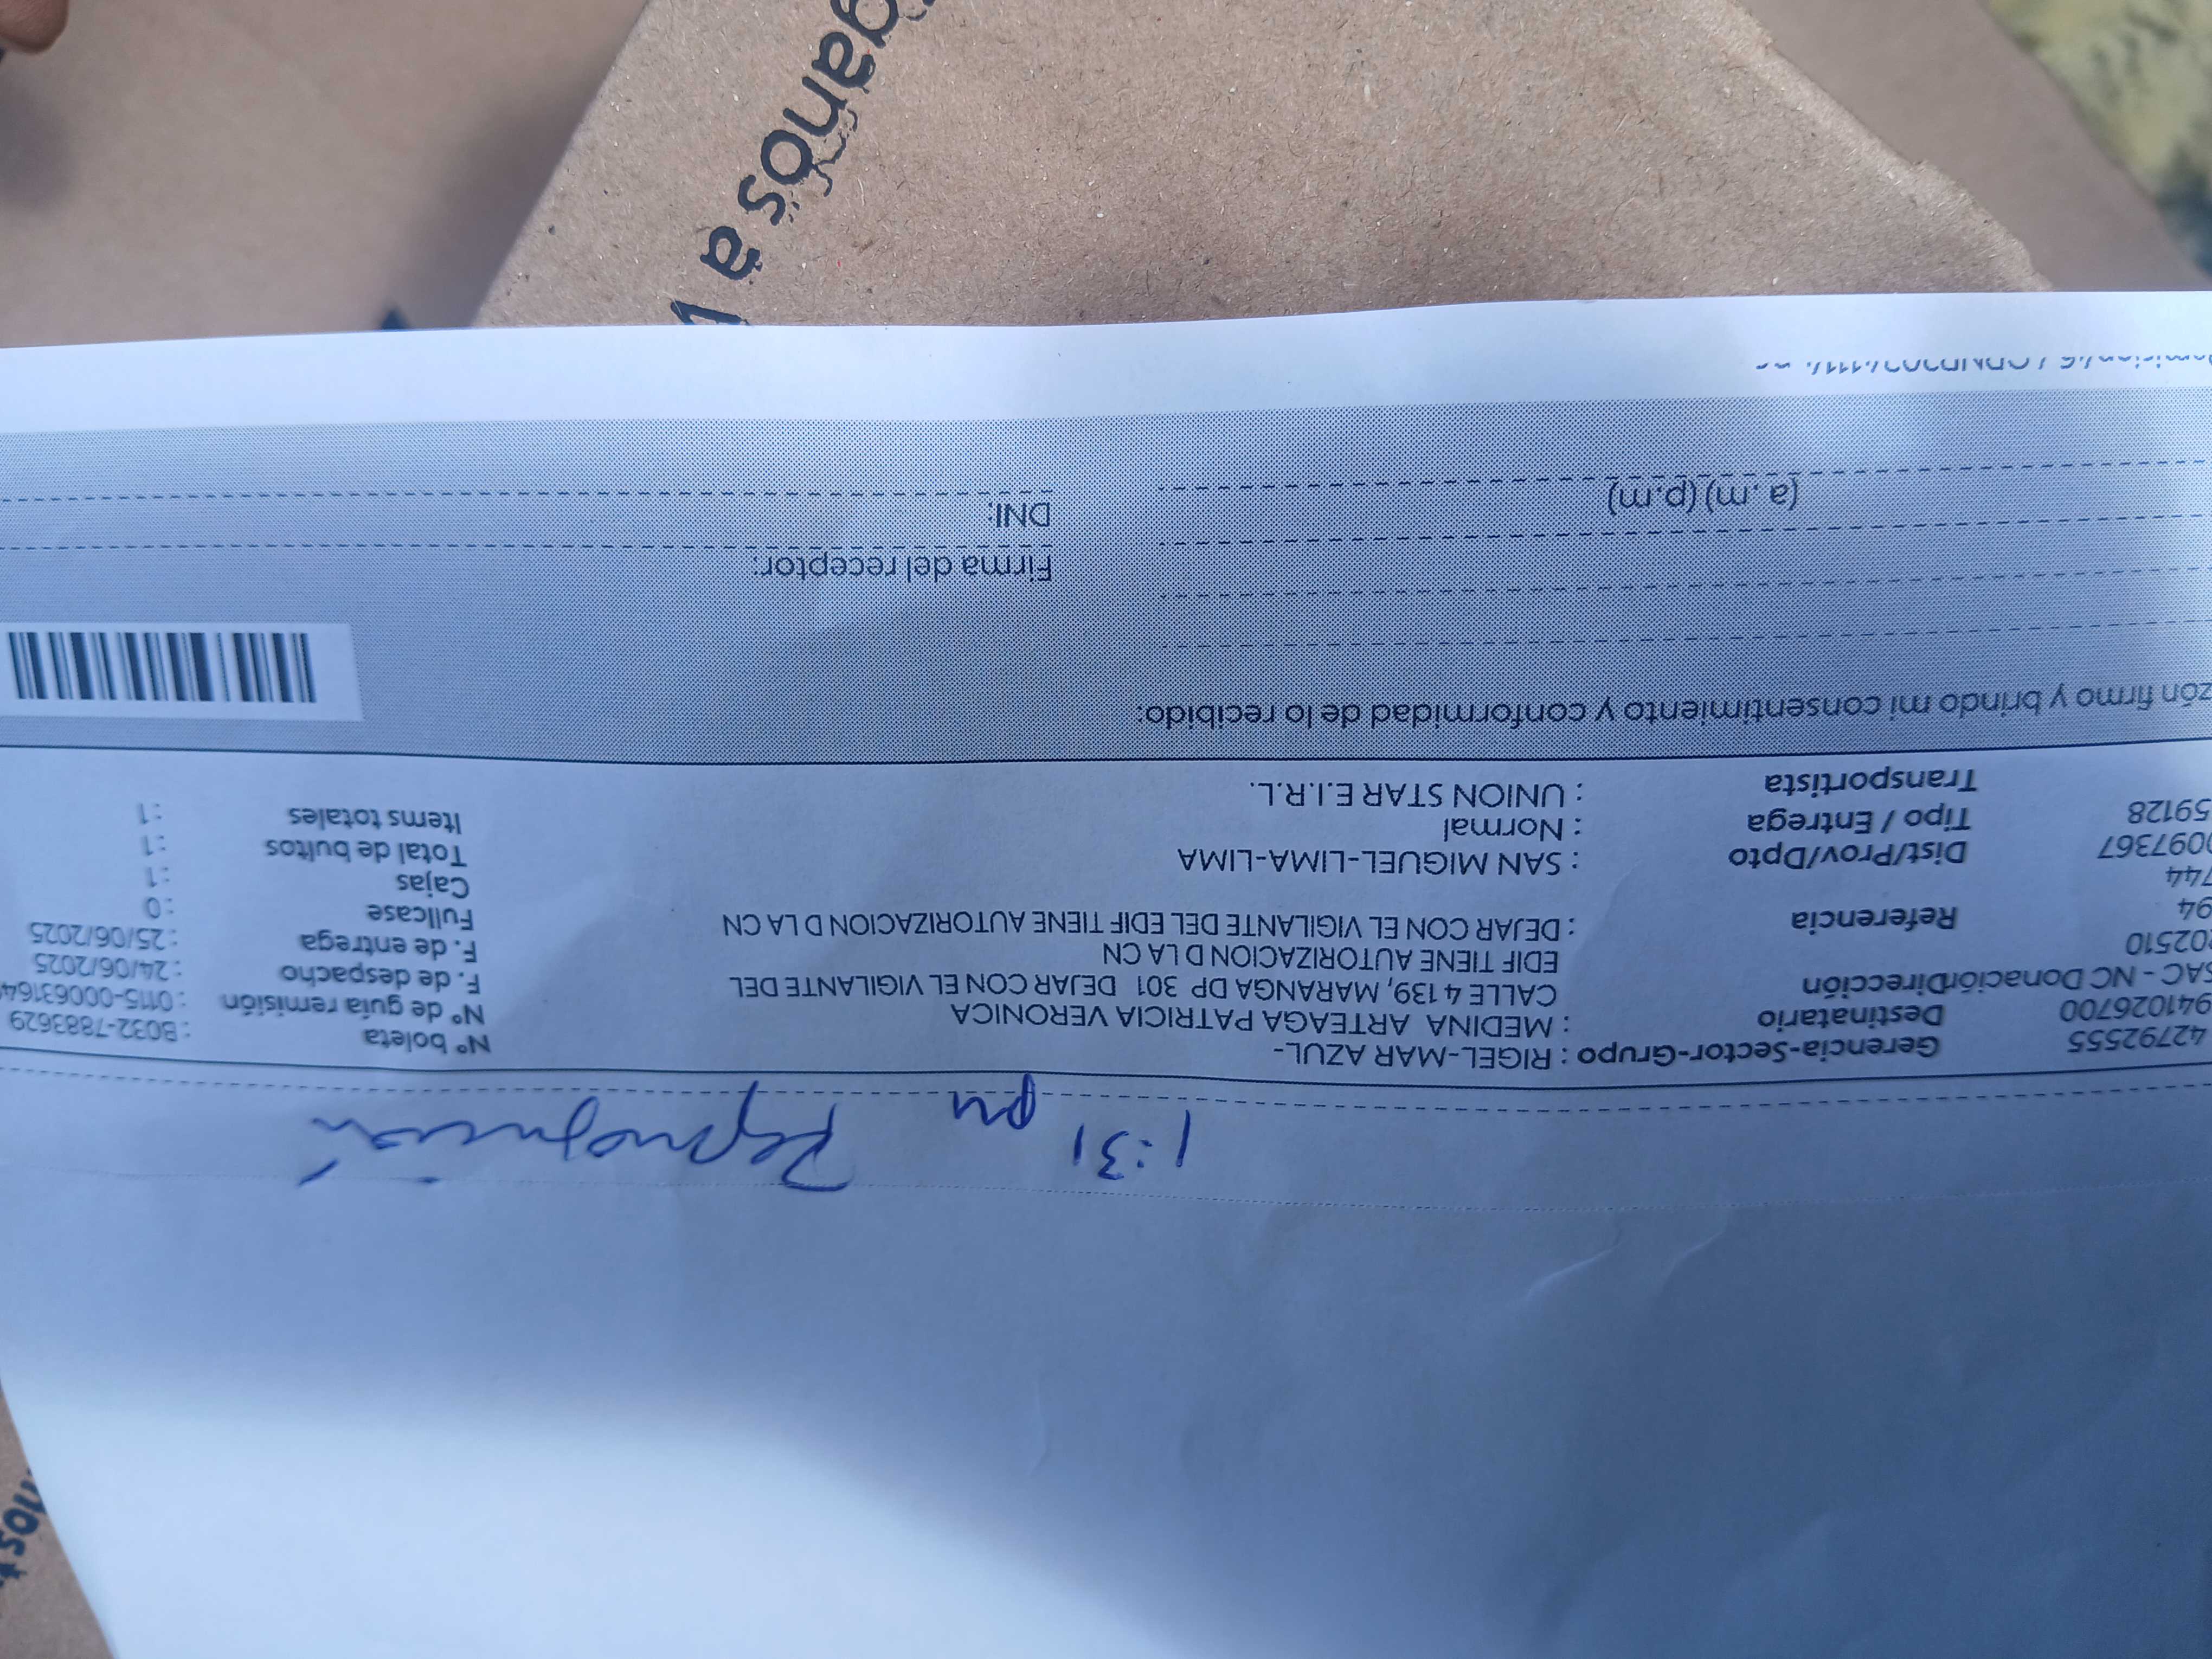 1:31 pm Reprogramación
42792555 Gerencia-Sector-Grupo : RIGEL-MAR AZUL- Nº boleta : B032-7883629
941026700 Destinatario : MEDINA ARTEAGA PATRICIA VERONICA Nº de guía remisión : 0115-00063164
SAC - NC Donación Dirección CALLE 4 139, MARANGA DP 301 DEJAR CON EL VIGILANTE DEL F. de despacho : 24/06/2025
202510 EDIF TIENE AUTORIZACION D LA CN F. de entrega : 25/06/2025
94 Referencia : DEJAR CON EL VIGILANTE DEL EDIF TIENE AUTORIZACION D LA CN Fullcase : 0
744 Cajas : 1
0097367 Dist/Prov/Dpto : SAN MIGUEL-LIMA-LIMA Total de bultos : 1
59128 Tipo / Entrega : Normal Items totales : 1
Transportista : UNION STAR E.I.R.L.
zón firmo y brindo mi consentimiento y conformidad de lo recibido:
Firma del receptor:
(a .m) (p.m) DNI:
ganos a